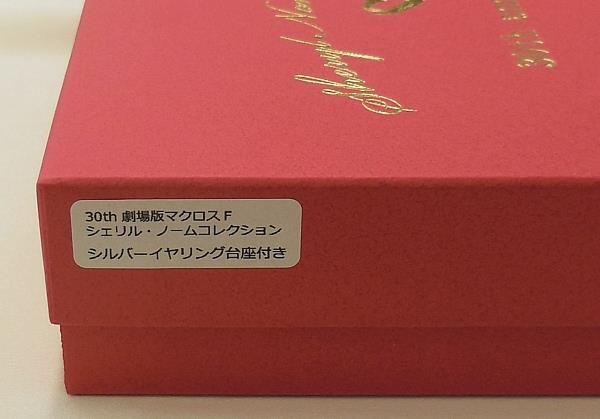 30th 劇場版マクロスF
シェリル・ノームコレクション
シルバーイヤリング台座付き